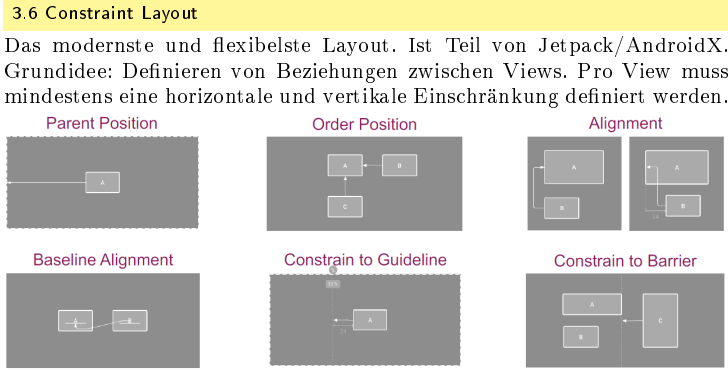 3.6 Constraint Layout
Das modernste und flexibelste Layout. Ist Teil von Jetpack/AndroidX.
Grundidee: Definieren von Beziehungen zwischen Views. Pro View muss
mindestens eine horizontale und vertikale Einschränkung definiert werden.
Parent Position
Order Position
Alignment
A
A
B
C
A
B
A
B
Baseline Alignment
Constrain to Guideline
Constrain to Barrier
A
B
A
A
B
C